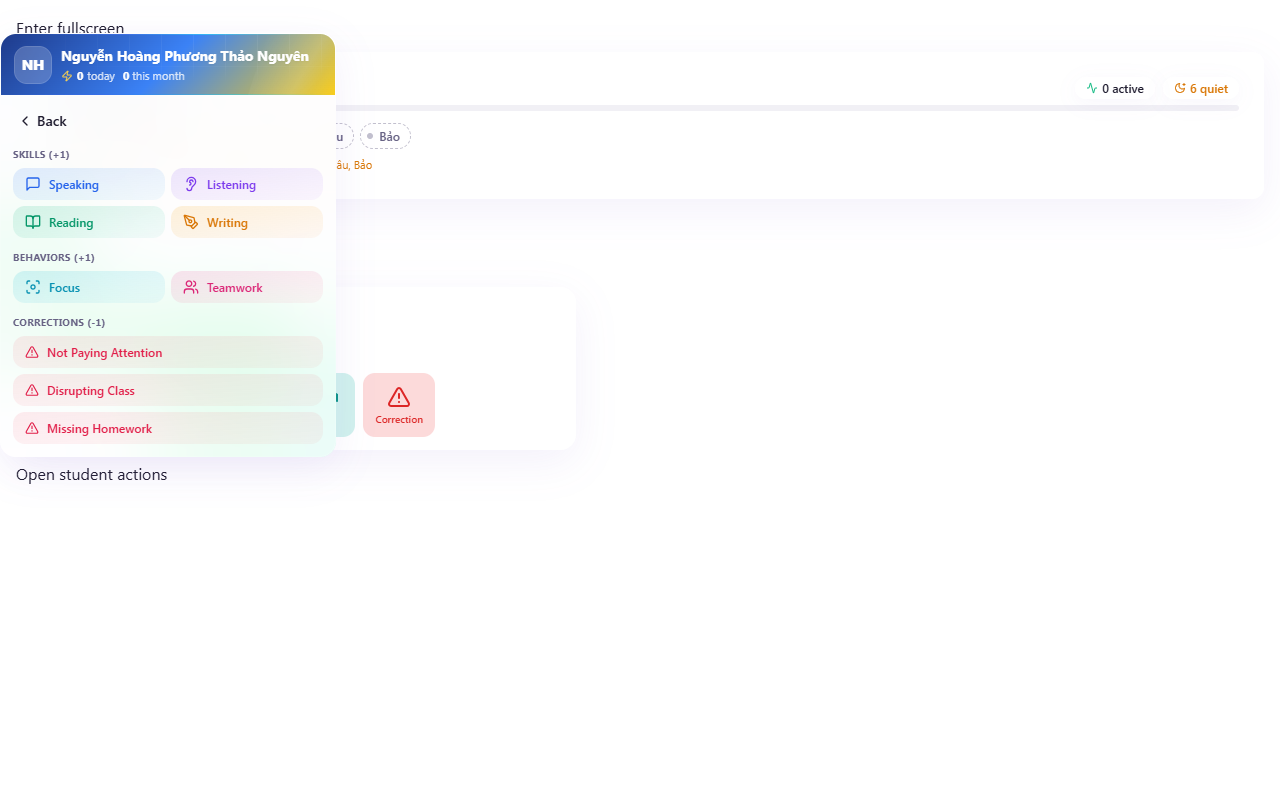 Enter fullscreen
NH
Nguyễn Hoàng Phương Thảo Nguyên
0 today 0 this month
0 active
6 quiet
Back
Bảo
SKILLS (+1)
âu, Bảo
Speaking
Listening
Reading
Writing
BEHAVIORS (+1)
Focus
Teamwork
CORRECTIONS (-1)
Not Paying Attention
Disrupting Class
Correction
Missing Homework
Open student actions